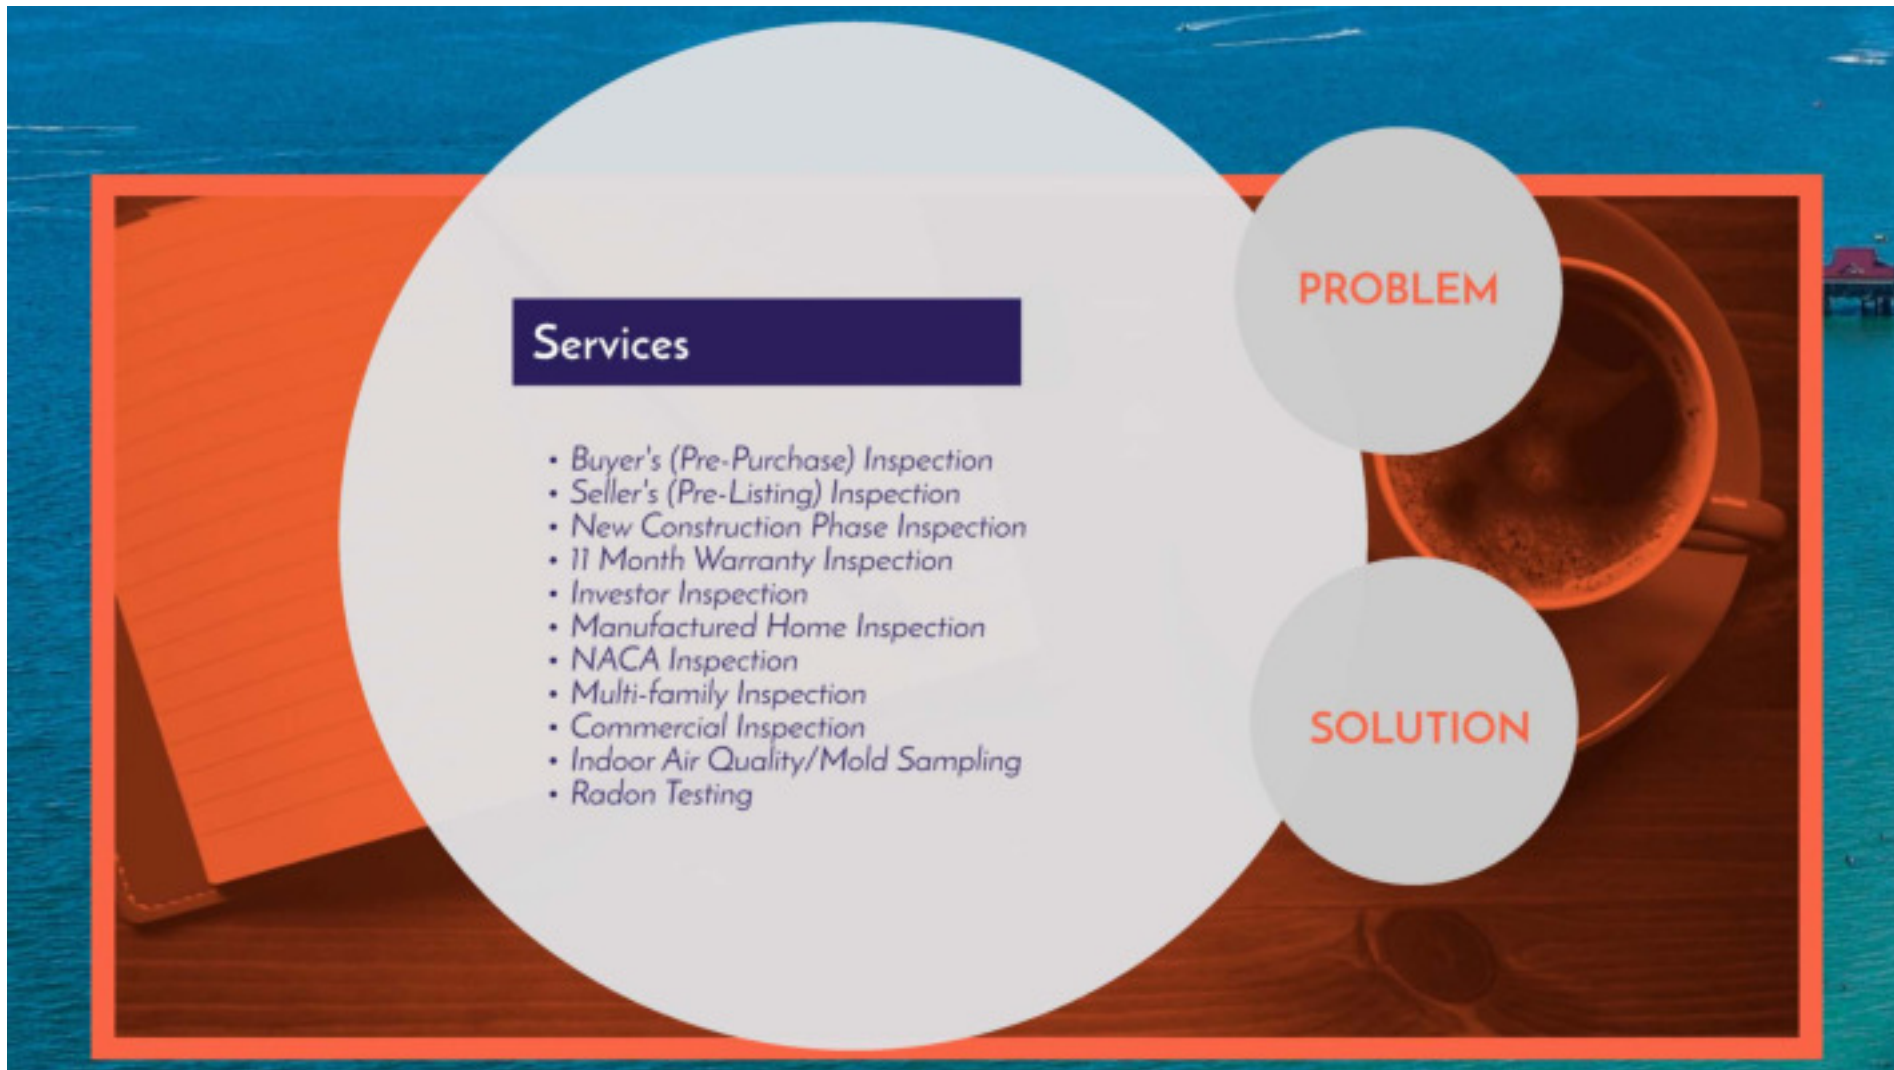 Services
• Buyer's (Pre-Purchase) Inspection
• Seller's (Pre-Listing) Inspection
• New Construction Phase Inspection
• 11 Month Warranty Inspection
• Investor Inspection
• Manufactured Home Inspection
• NACA Inspection
• Multi-family Inspection
• Commercial Inspection
• Indoor Air Quality/Mold Sampling
• Radon Testing
PROBLEM
SOLUTION